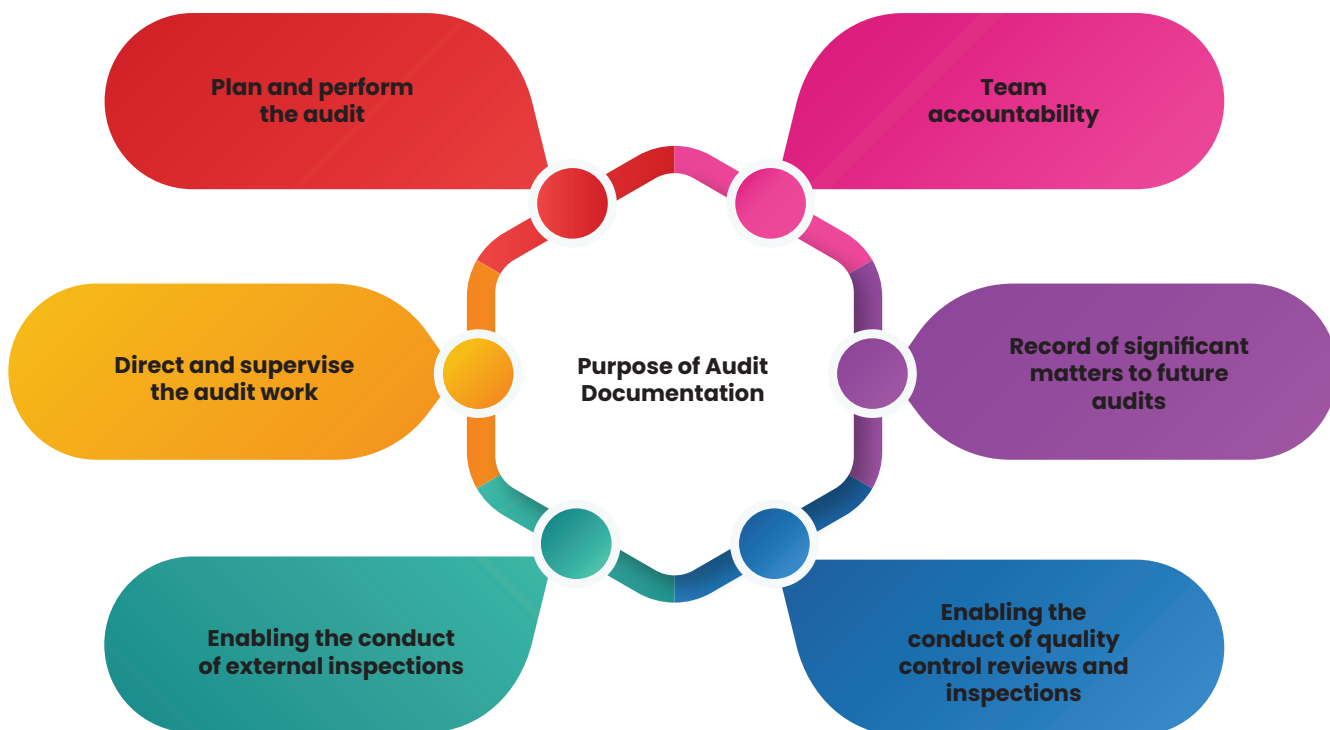 Plan and perform
the audit
Team
accountability
Direct and supervise
the audit work
Purpose of Audit
Documentation
Record of significant
matters to future
audits
Enabling the conduct
of external inspections
Enabling the
conduct of quality
control reviews and
inspections